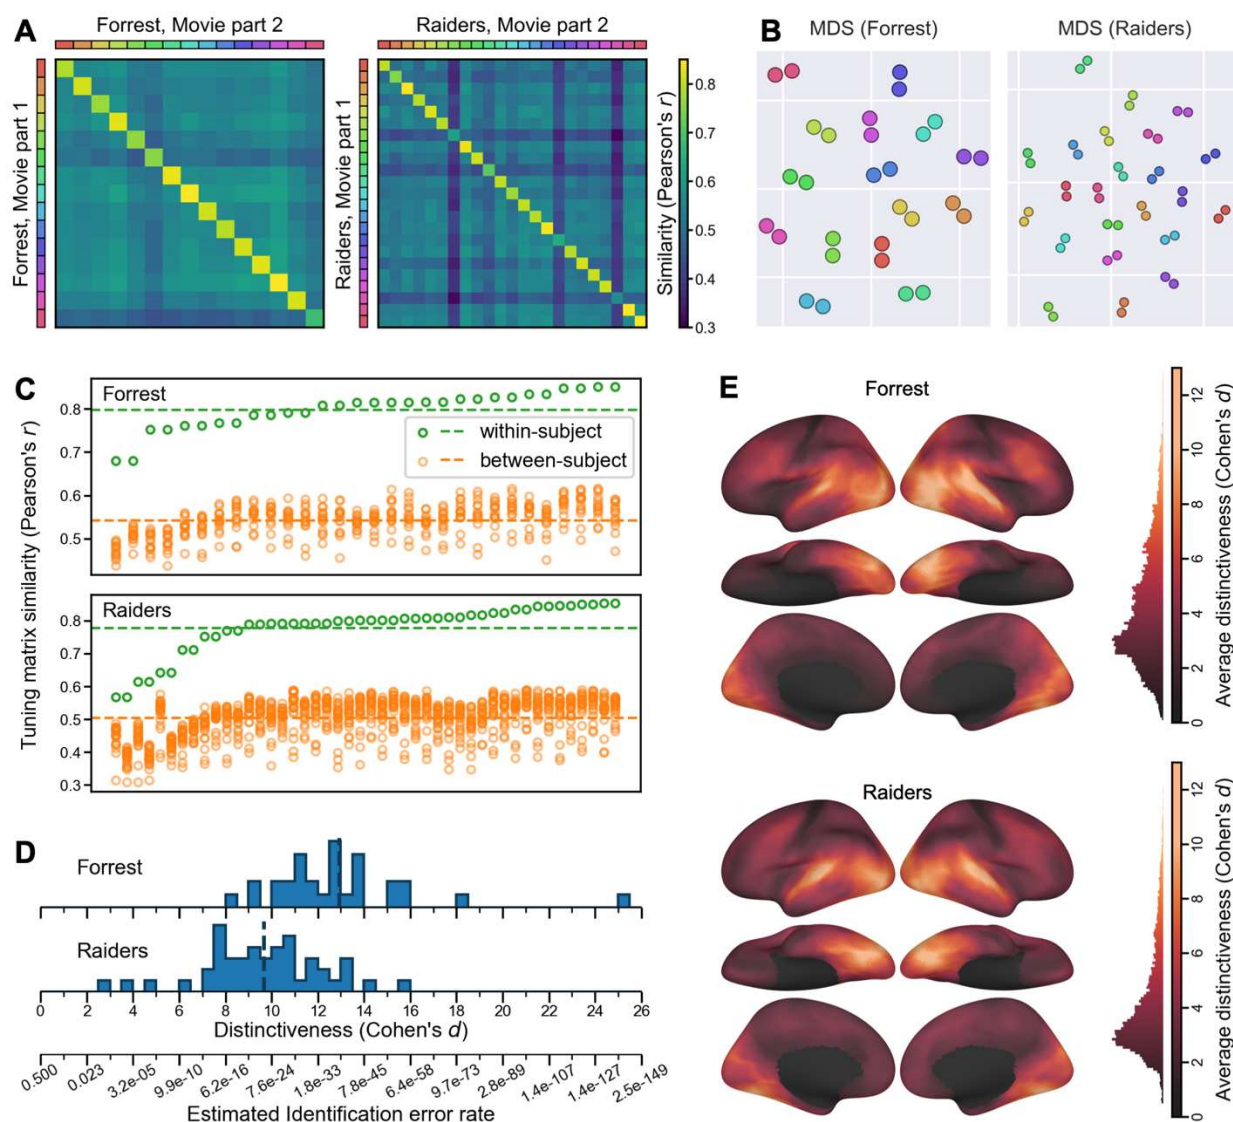 A
Forrest, Movie part 2
Forrest, Movie part 1
Raiders, Movie part 2
Raiders, Movie part 1
0.8
0.7
0.6
0.5
0.4
0.3
Similarity (Pearson's r)
B
MDS (Forrest)
MDS (Raiders)
C
Forrest
0.8
0.7
0.6
0.5
within-subject
between-subject
Raiders
0.8
0.7
0.6
0.5
0.4
0.3
Tuning matrix similarity (Pearson's r)
D
Forrest
Raiders
0 2 4 6 8 10 12 14 16 18 20 22 24 26
Distinctiveness (Cohen's d)
0.500 0.023 3.2e-05 9.9e-10 6.2e-16 7.6e-24 1.8e-33 7.8e-45 6.4e-58 9.7e-73 2.8e-89 1.4e-107 1.4e-127 2.5e-149
Estimated Identification error rate
E
Forrest
12
10
8
6
4
2
0
Average distinctiveness (Cohen's d)
Raiders
12
10
8
6
4
2
0
Average distinctiveness (Cohen's d)